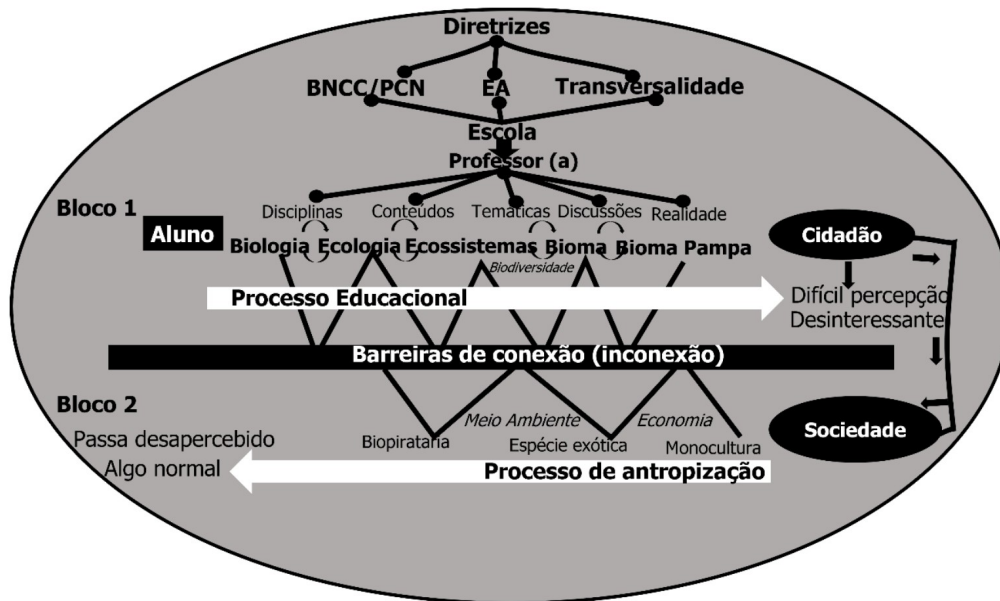 Diretrizes
BNCC/PCN EA Transversalidade
Escola
Professor (a)
Disciplinas Conteúdos Temáticas Discussões Realidade
Bloco 1
Aluno
Biologia Ecologia Ecossistemas Bioma Bioma Pampa
Biodiversidade
Cidadão
Processo Educacional
Difícil percepção
Desinteressante
Barreiras de conexão (inconexão)
Bloco 2
Passa desapercebido
Algo normal
Meio Ambiente Economia
Biopirataria Espécie exótica Monocultura
Sociedade
Processo de antropização